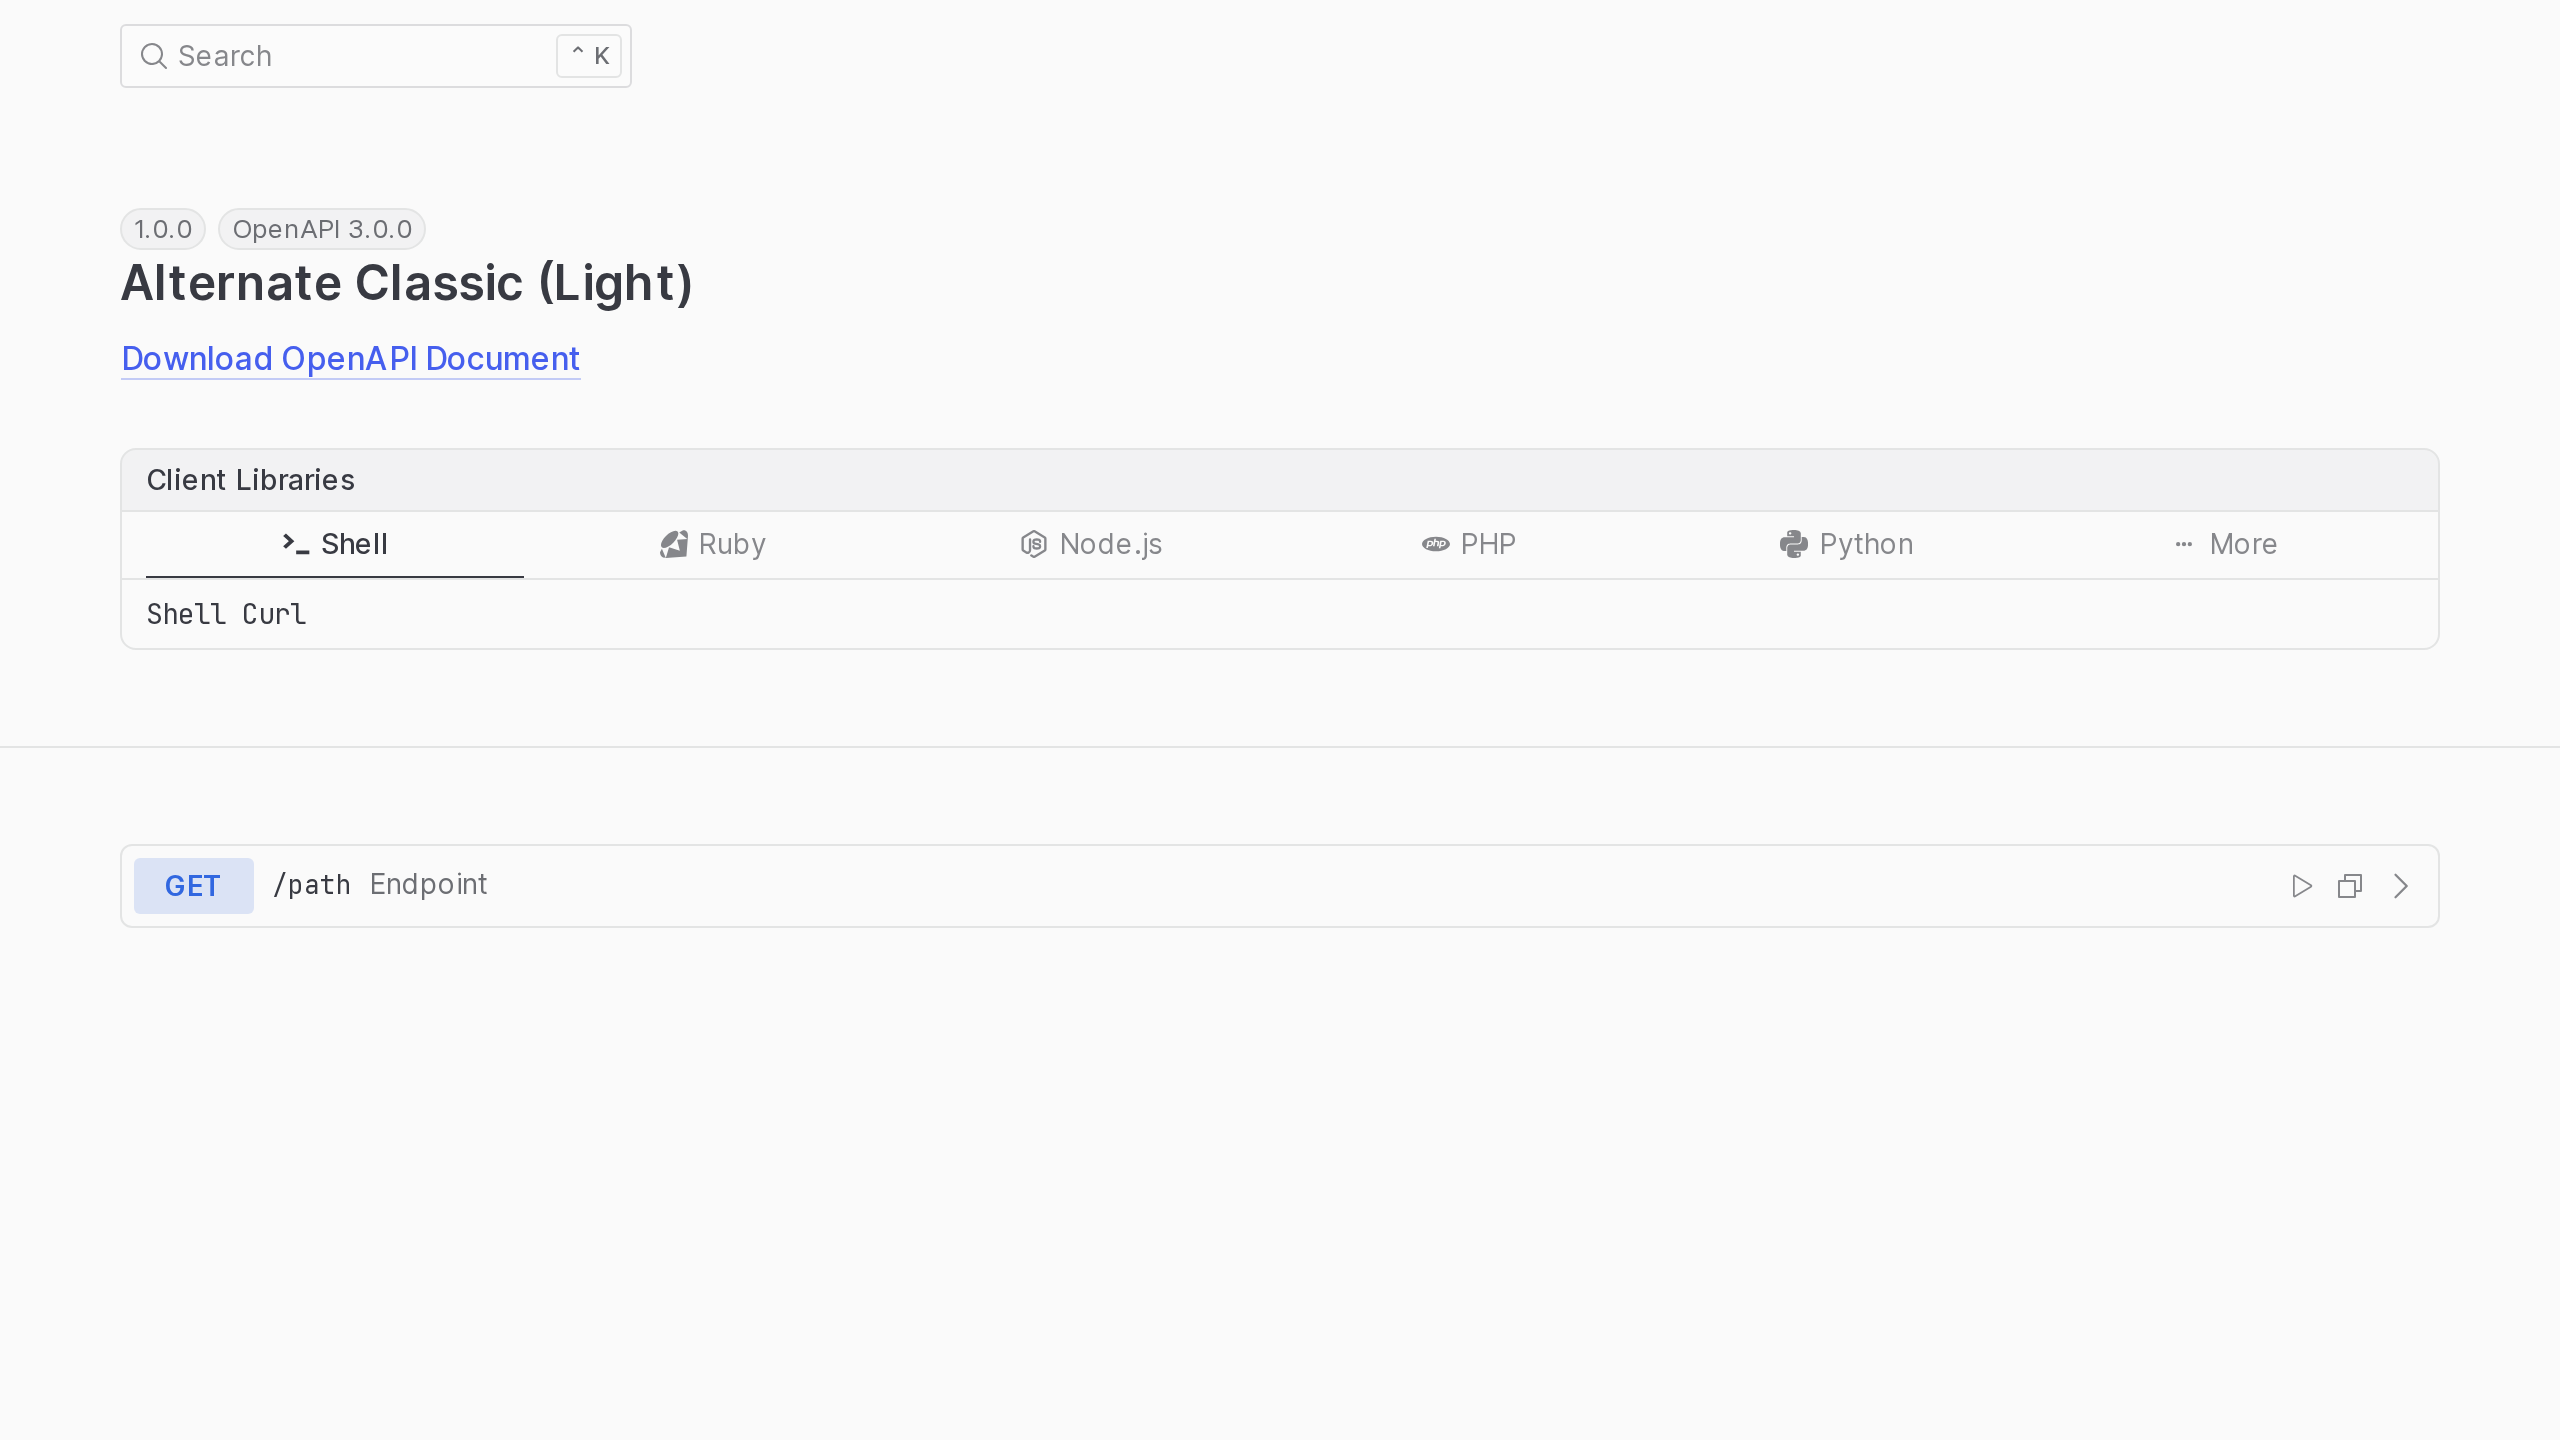 Search ⌃ K
1.0.0 OpenAPI 3.0.0
Alternate Classic (Light)
Download OpenAPI Document
Client Libraries
Shell Ruby Node.js PHP Python More
Shell Curl
GET /path Endpoint